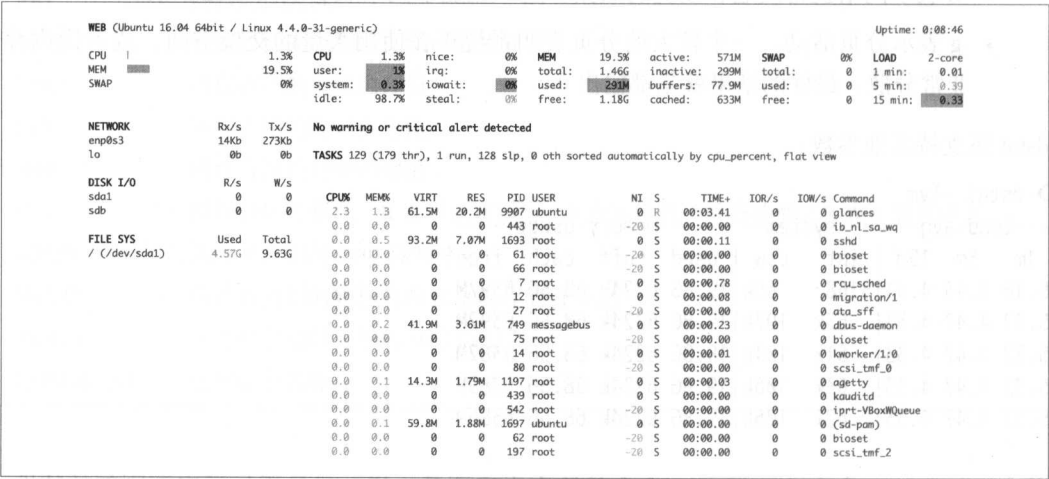 WEB (Ubuntu 16.04 64bit / Linux 4.4.0-31-generic) Uptime: 0:08:46
CPU | 1.3% CPU 1.3% nice: 0% MEM 19.5% active: 571M SWAP 0% LOAD 2-core
MEM 19.5% user: 1% irq: 0% total: 1.46G inactive: 299M total: 0 1 min: 0.01
SWAP 0% system: 0.3% iowait: 0% used: 291M buffers: 77.9M used: 0 5 min: 0.39
idle: 98.7% steal: 0% free: 1.18G cached: 633M free: 0 15 min: 0.33
NETWORK Rx/s Tx/s No warning or critical alert detected
enp0s3 14Kb 273Kb
lo 0b 0b TASKS 129 (179 thr), 1 run, 128 slp, 0 oth sorted automatically by cpu_percent, flat view
DISK I/O R/s W/s CPU% MEM% VIRT RES PID USER NI S TIME+ IOR/s IOW/s Command
sda1 0 0 2.3 1.3 61.5M 20.2M 9907 ubuntu 0 R 00:03.41 0 0 glances
sdb 0 0 0.0 0.0 0 0 443 root -20 S 00:00.00 0 0 ib_nl_sa_wq
0.0 0.5 93.2M 7.07M 1693 root 0 S 00:00.11 0 0 sshd
FILE SYS Used Total 0.0 0.0 0 0 61 root -20 S 00:00.00 0 0 bioset
/ (/dev/sda1) 4.57G 9.63G 0.0 0.0 0 0 66 root -20 S 00:00.00 0 0 bioset
0.0 0.0 0 0 7 root 0 S 00:00.78 0 0 rcu_sched
0.0 0.0 0 0 12 root 0 S 00:00.08 0 0 migration/1
0.0 0.0 0 0 27 root -20 S 00:00.00 0 0 ata_sff
0.0 0.2 41.9M 3.61M 749 messagebus 0 S 00:00.23 0 0 dbus-daemon
0.0 0.0 0 0 75 root -20 S 00:00.00 0 0 bioset
0.0 0.0 0 0 14 root 0 S 00:00.01 0 0 kworker/1:0
0.0 0.0 0 0 80 root -20 S 00:00.00 0 0 scsi_tmf_0
0.0 0.1 14.3M 1.79M 1197 root 0 S 00:00.03 0 0 agetty
0.0 0.0 0 0 439 root 0 S 00:00.00 0 0 kauditd
0.0 0.0 0 0 542 root -20 S 00:00.00 0 0 iprt-VBoxWQueue
0.0 0.1 59.8M 1.88M 1697 ubuntu 0 S 00:00.00 0 0 (sd-pam)
0.0 0.0 0 0 62 root -20 S 00:00.00 0 0 bioset
0.0 0.0 0 0 197 root -20 S 00:00.00 0 0 scsi_tmf_2